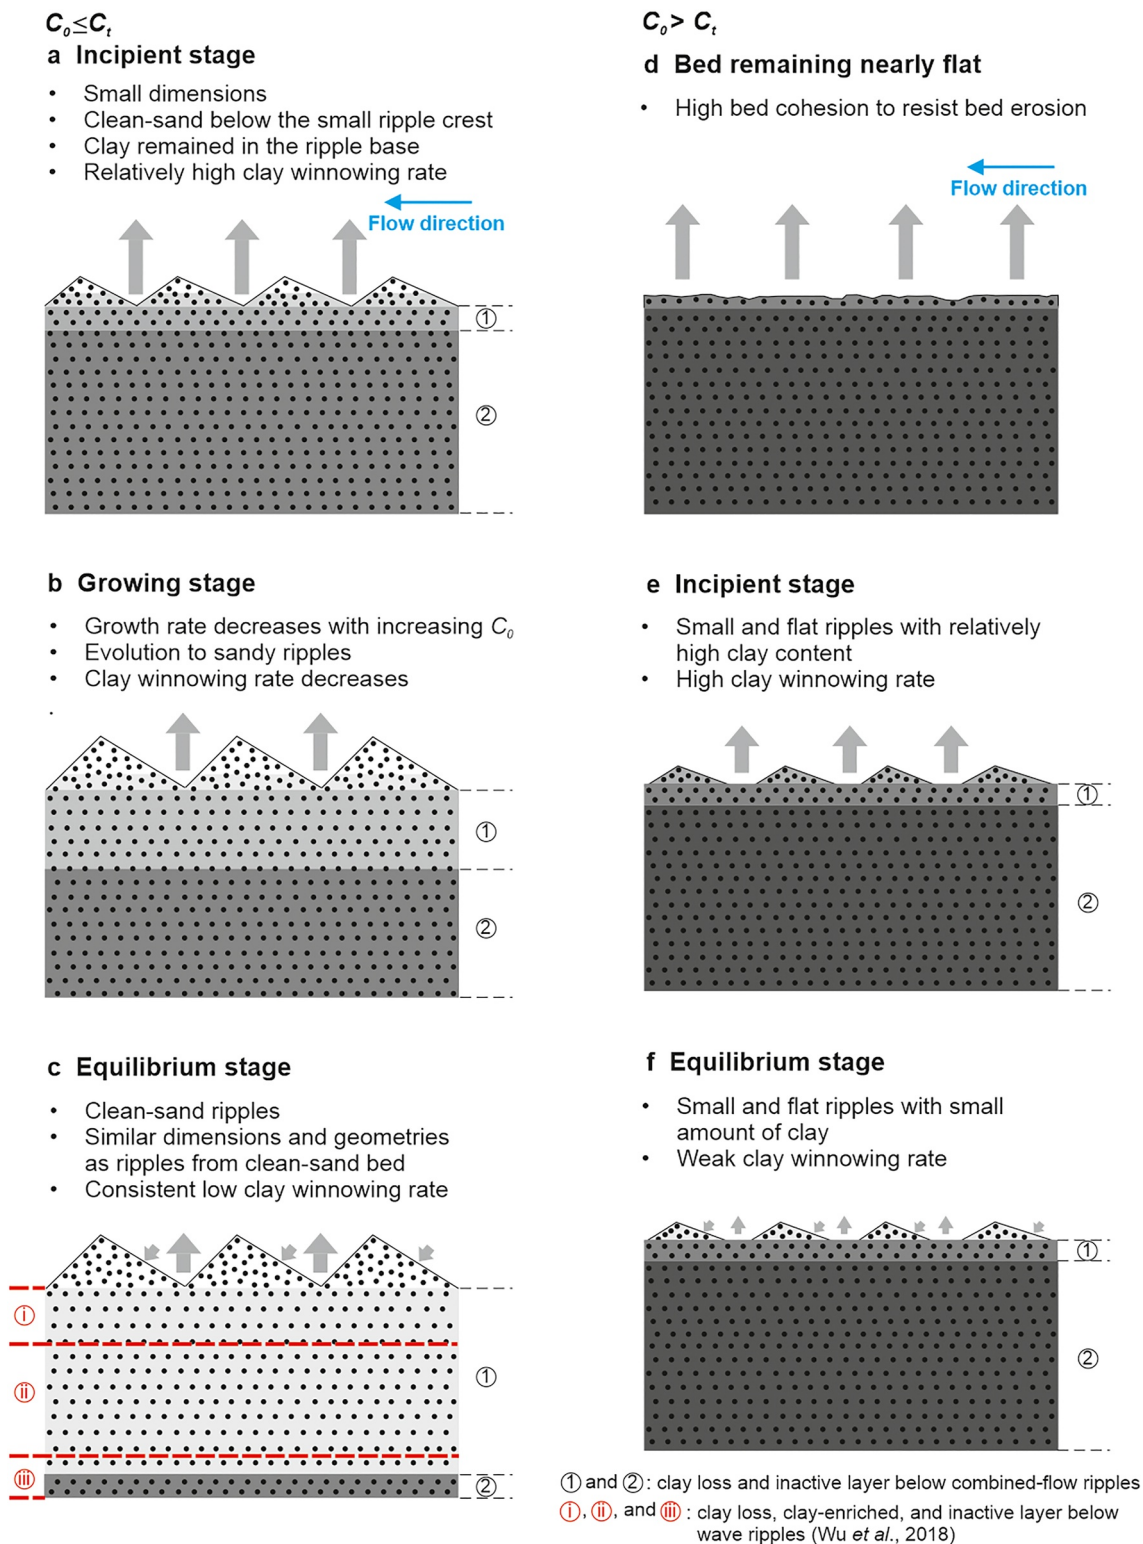 C₀≤Cₜ
a Incipient stage
• Small dimensions
• Clean-sand below the small ripple crest
• Clay remained in the ripple base
• Relatively high clay winnowing rate
Flow direction
①
②
b Growing stage
• Growth rate decreases with increasing C₀
• Evolution to sandy ripples
• Clay winnowing rate decreases
.
①
②
c Equilibrium stage
• Clean-sand ripples
• Similar dimensions and geometries
as ripples from clean-sand bed
• Consistent low clay winnowing rate
i
ii
iii
①
②
C₀> Cₜ
d Bed remaining nearly flat
• High bed cohesion to resist bed erosion
Flow direction
e Incipient stage
• Small and flat ripples with relatively
high clay content
• High clay winnowing rate
①
②
f Equilibrium stage
• Small and flat ripples with small
amount of clay
• Weak clay winnowing rate
①
②
① and ② : clay loss and inactive layer below combined-flow ripples
i, ii, and iii : clay loss, clay-enriched, and inactive layer below
wave ripples (Wu et al., 2018)